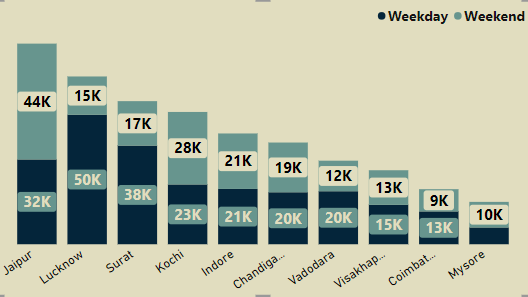 Weekday Weekend
44K 15K 17K 28K 21K 19K 12K 13K 9K 10K
32K 50K 38K 23K 21K 20K 20K 15K 13K
Jaipur Lucknow Surat Kochi Indore Chandiga... Vadodara Visakhap... Coimbat... Mysore